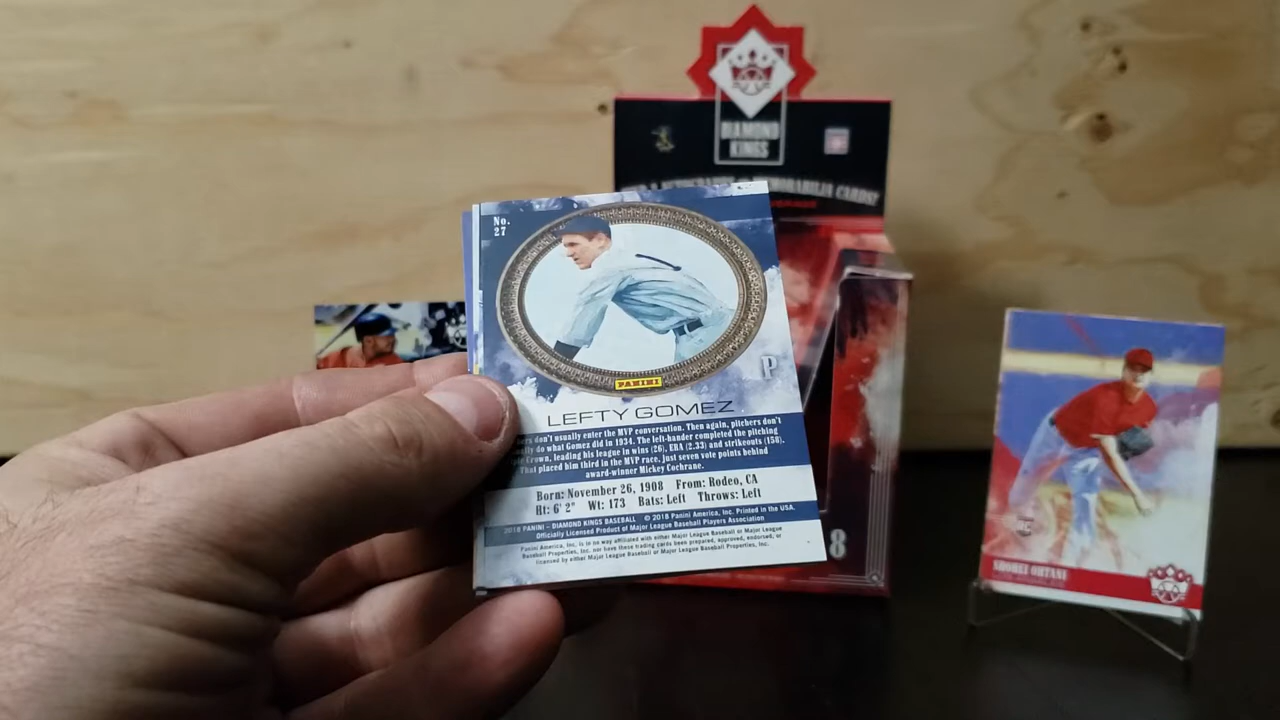 DIAMOND
KINGS
MEMORABILIA CARDS!
No.
27
P
PANINI
LEFTY GOMEZ
don't usually enter the MVP conversation. Then again, pitchers don't
do what Gomez did in 1934. The left-hander completed the pitching
Crown, leading his league in wins (26), ERA (2.33) and strikeouts (158).
That placed him third in the MVP race, just seven vote points behind
award-winner Mickey Cochrane.
Born: November 26, 1908 From: Rodeo, CA
Ht: 6' 2" Wt: 173 Bats: Left Throws: Left
2018 PANINI - DIAMOND KINGS BASEBALL © 2018 Panini America, Inc. Printed in the USA.
Officially Licensed Product of Major League Baseball Players Association
Panini America, Inc. is in no way affiliated with either Major League Baseball or Major League
Baseball Properties, Inc. nor have these trading cards been prepared, approved, endorsed, or
licensed by either Major League Baseball or Major League Baseball Properties, Inc.
8
RC
SHOHEI OHTANI